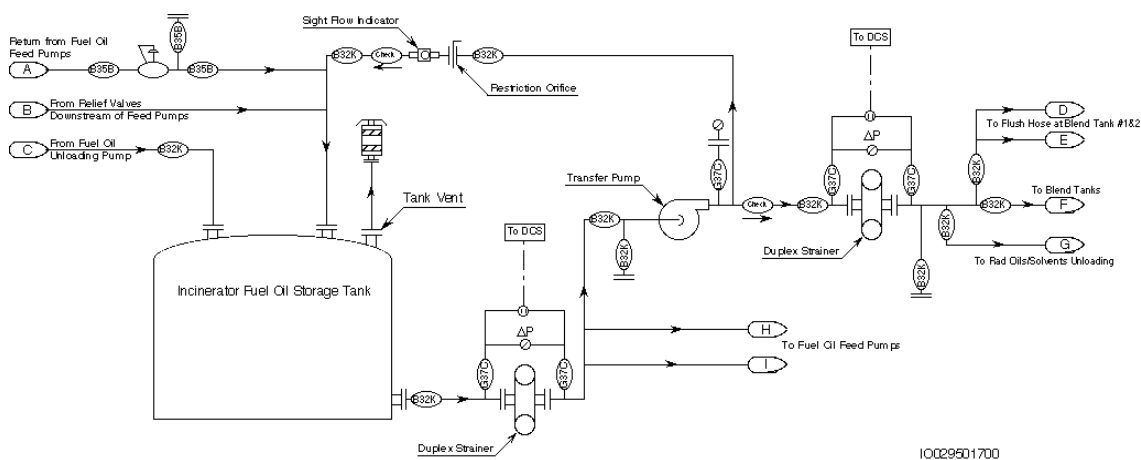 B35B
Sight Flow Indicator
To DCS
Return from Fuel Oil
Feed Pumps
A
B35B
B35B
B32K
Check
B32K
Restriction Orifice
B
From Relief Valves
Downstream of Feed Pumps
C
From Fuel Oil
Unloading Pump
B32K
ΔP
D
To Flush Hose at Blend Tank #1&2
E
G37C
G37C
G37C
B32K
Transfer Pump
Tank Vent
B32K
Check
B32K
B32K
To Blend Tanks
F
B32K
G
To Rad Oils/Solvents Unloading
Duplex Strainer
B32K
B32K
To DCS
Incinerator Fuel Oil Storage Tank
ΔP
H
To Fuel Oil Feed Pumps
I
G37C
G37C
B32K
Duplex Strainer
IO029501700